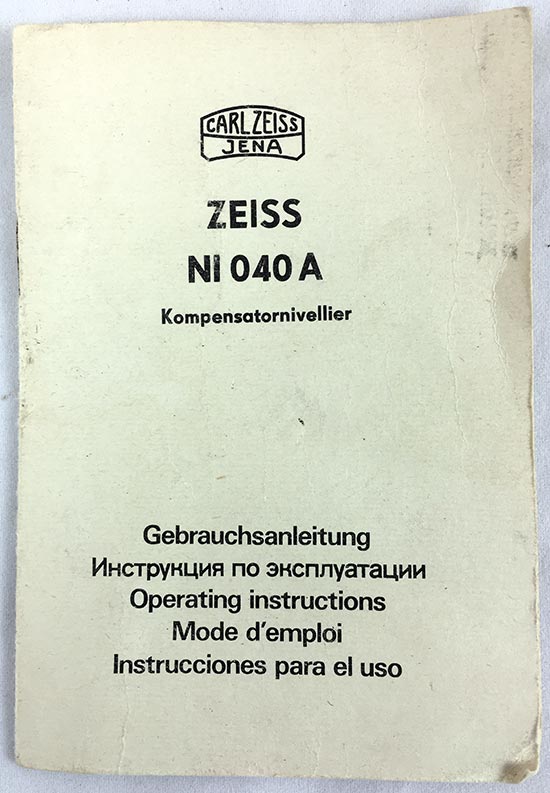 CARL ZEISS
JENA
ZEISS
NI 040 A
Kompensatornivellier
Gebrauchsanleitung
Инструкция по эксплуатации
Operating instructions
Mode d'emploi
Instrucciones para el uso